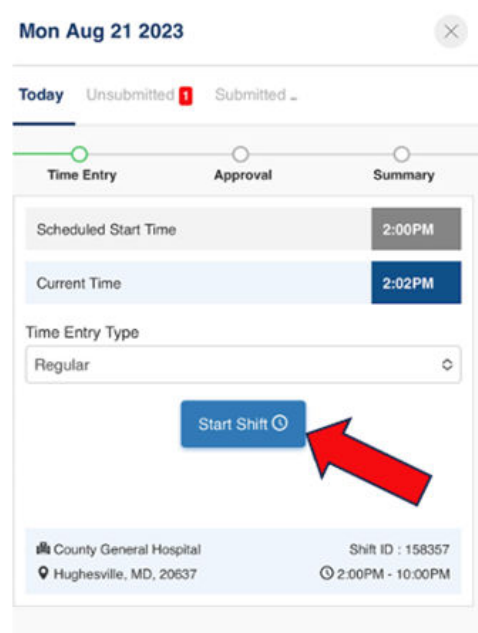 Mon Aug 21 2023
Today Unsubmitted 1 Submitted
Time Entry Approval Summary
Scheduled Start Time 2:00PM
Current Time 2:02PM
Time Entry Type
Regular
Start Shift
County General Hospital Shift ID : 158357
Hughesville, MD, 20637 2:00PM - 10:00PM